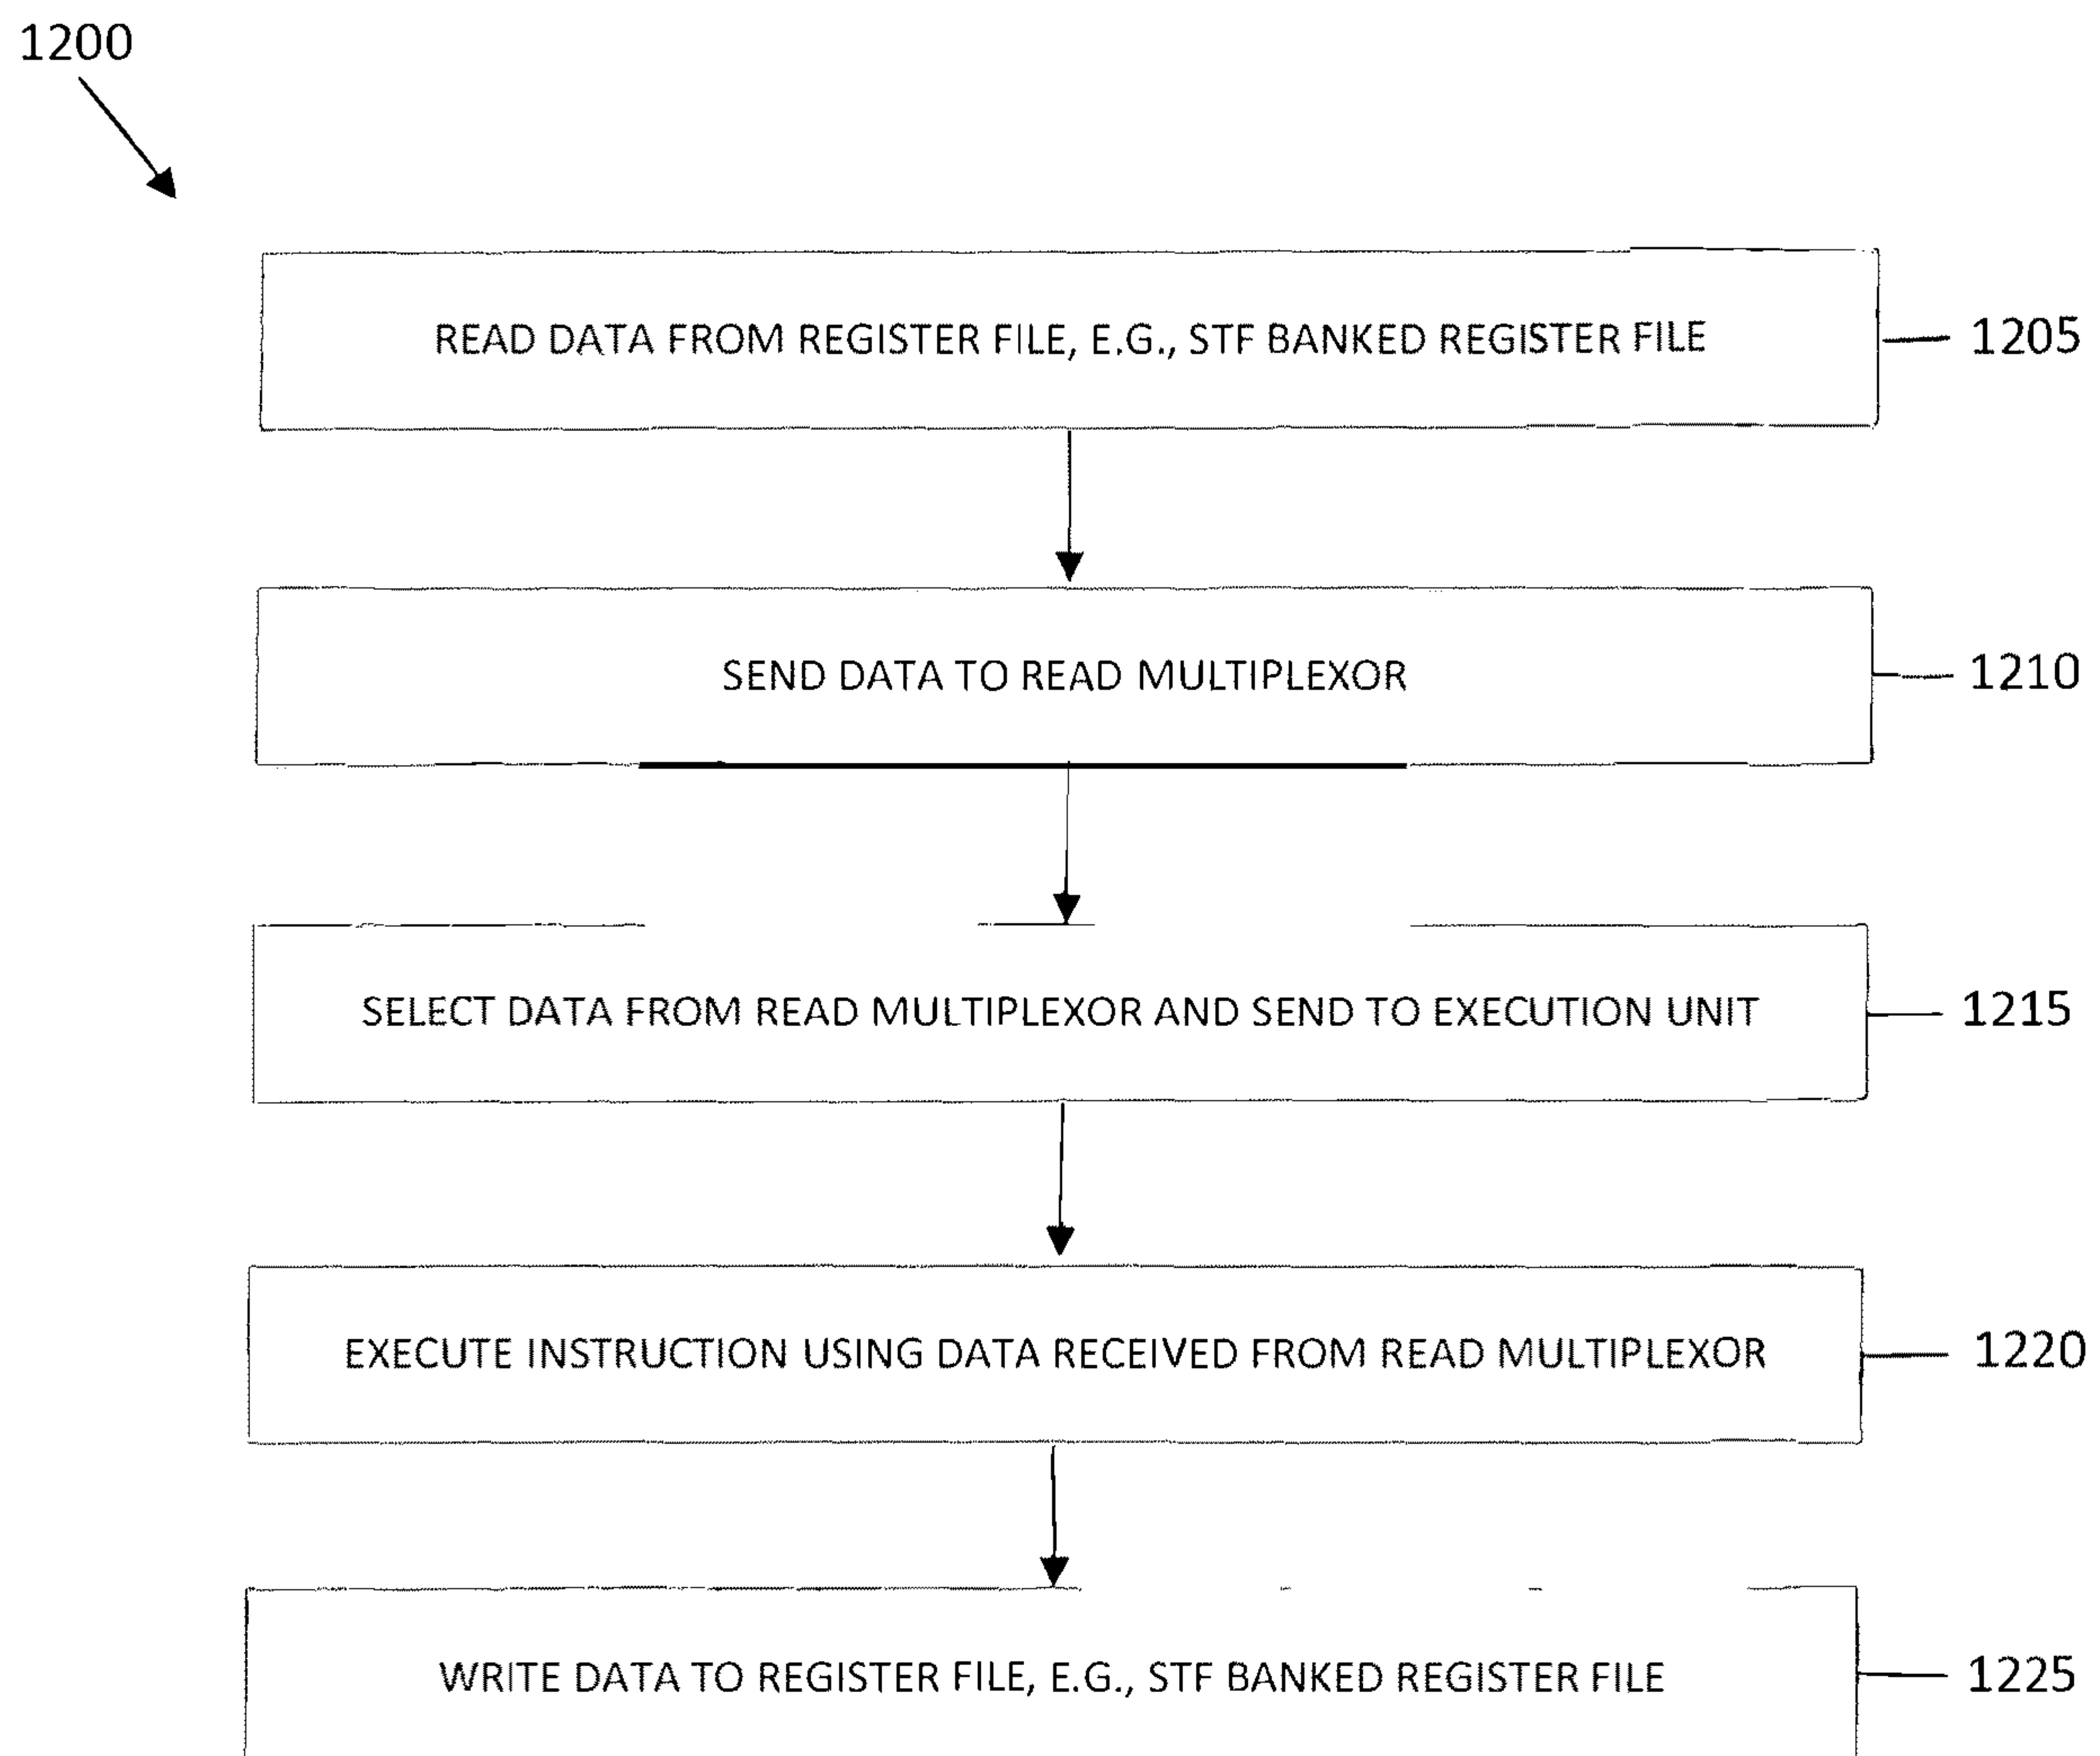 1200
READ DATA FROM REGISTER FILE, E.G., STF BANKED REGISTER FILE
1205
SEND DATA TO READ MULTIPLEXOR
1210
SELECT DATA FROM READ MULTIPLEXOR AND SEND TO EXECUTION UNIT
1215
EXECUTE INSTRUCTION USING DATA RECEIVED FROM READ MULTIPLEXOR
1220
WRITE DATA TO REGISTER FILE, E.G., STF BANKED REGISTER FILE
1225